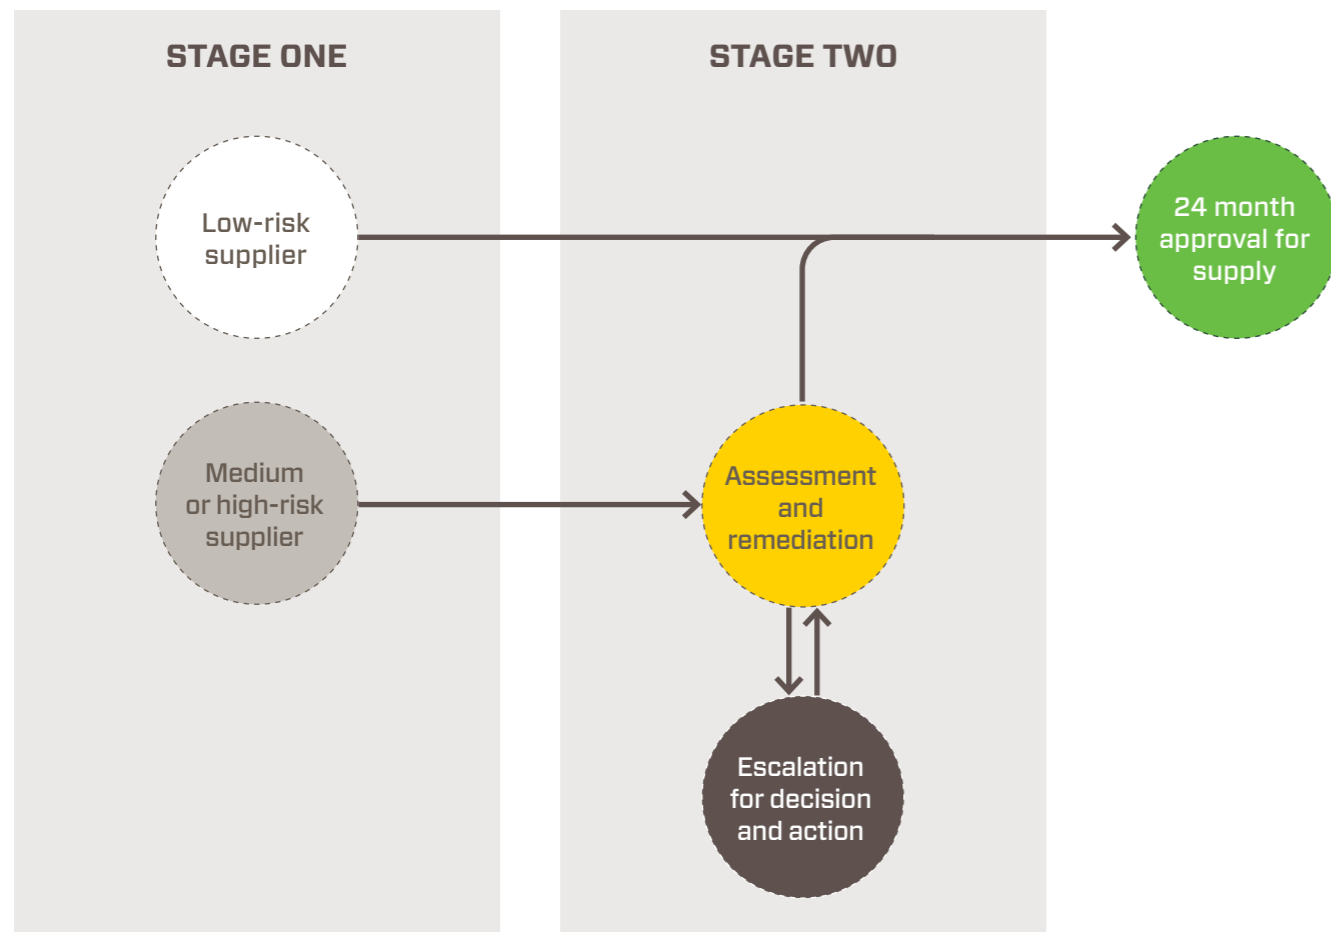 STAGE ONE
STAGE TWO
Low-risk
supplier
24 month
approval for
supply
Medium
or high-risk
supplier
Assessment
and
remediation
Escalation
for decision
and action